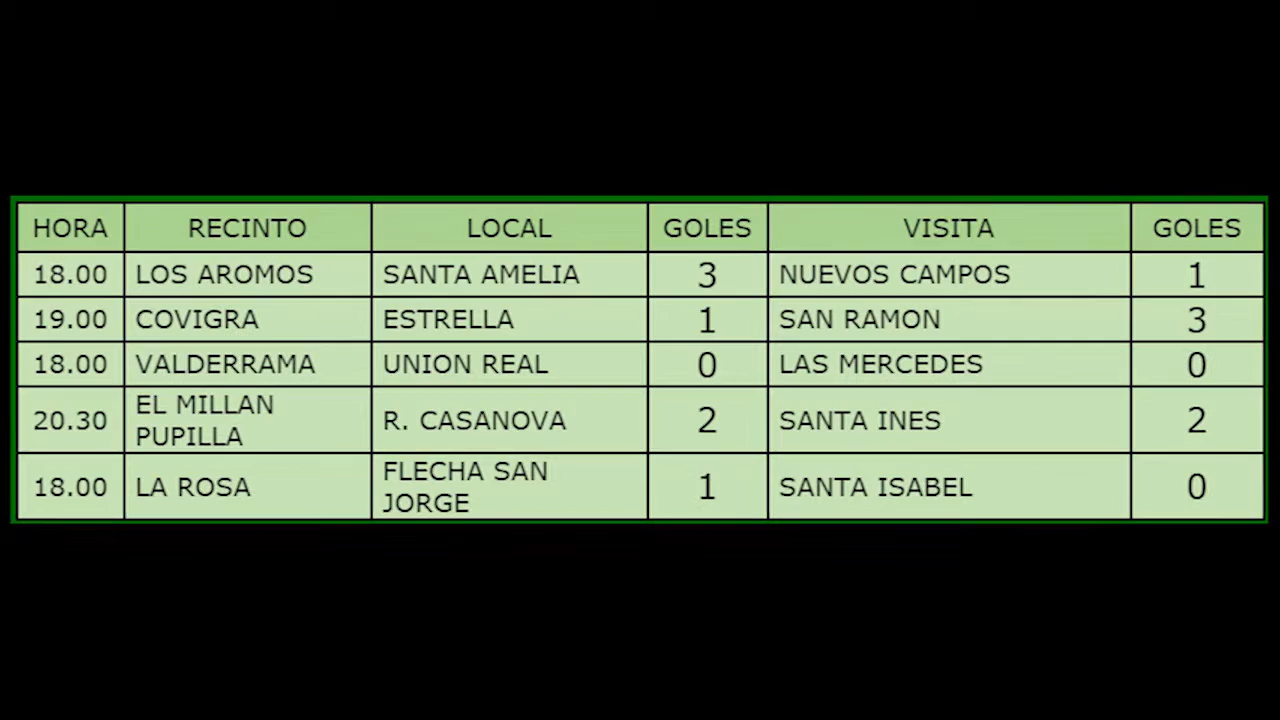 HORA RECINTO LOCAL GOLES VISITA GOLES
18.00 LOS AROMOS SANTA AMELIA 3 NUEVOS CAMPOS 1
19.00 COVIGRA ESTRELLA 1 SAN RAMON 3
18.00 VALDERRAMA UNION REAL 0 LAS MERCEDES 0
20.30 EL MILLAN PUPILLA R. CASANOVA 2 SANTA INES 2
18.00 LA ROSA FLECHA SAN JORGE 1 SANTA ISABEL 0